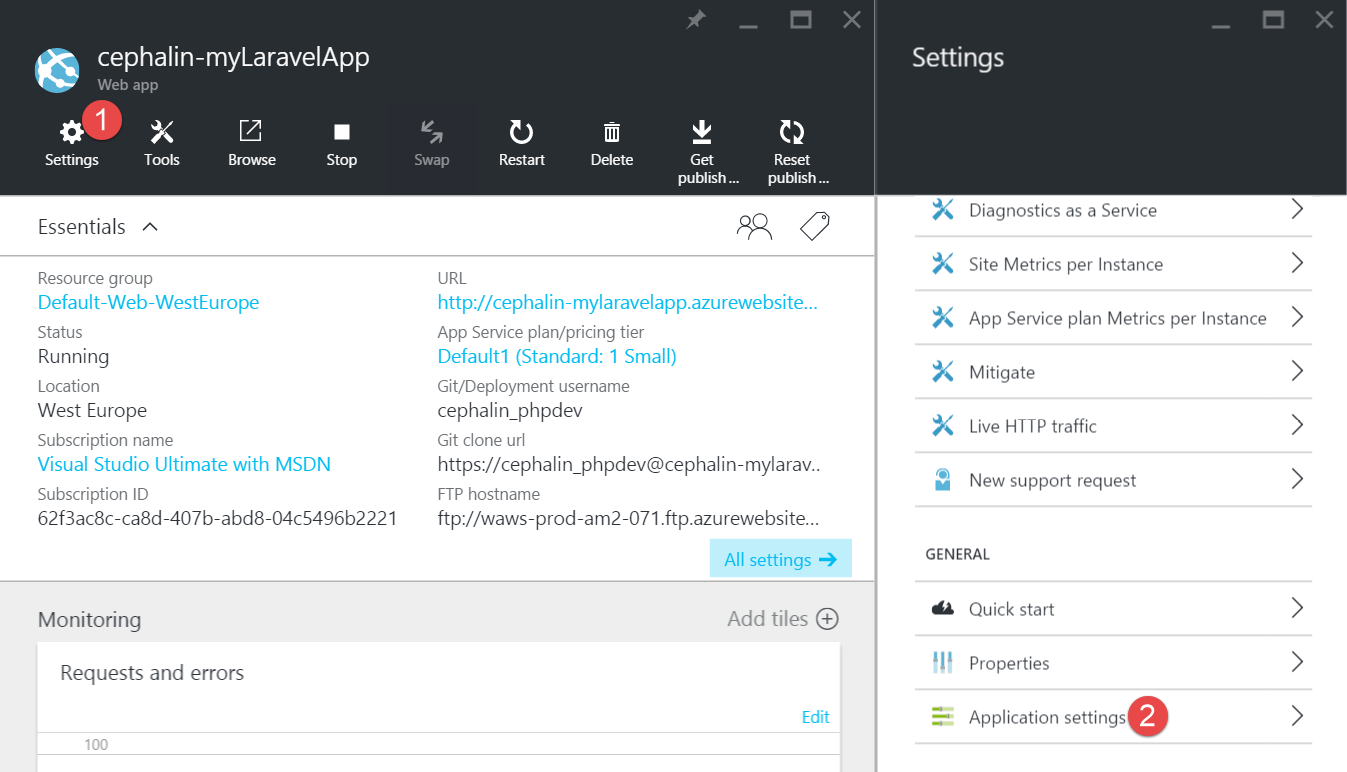 cephalin-myLaravelApp
Web app
1
Settings
Tools
Browse
Stop
Swap
Restart
Delete
Get
publish ...
Reset
publish ...
Essentials
Resource group
Default-Web-WestEurope
Status
Running
Location
West Europe
Subscription name
Visual Studio Ultimate with MSDN
Subscription ID
62f3ac8c-ca8d-407b-abd8-04c5496b2221
URL
http://cephalin-mylaravelapp.azurewebsite...
App Service plan/pricing tier
Default1 (Standard: 1 Small)
Git/Deployment username
cephalin_phpdev
Git clone url
https://cephalin_phpdev@cephalin-mylarav..
FTP hostname
ftp://waws-prod-am2-071.ftp.azurewebsite...
All settings
Monitoring
Add tiles
Requests and errors
Edit
100
Settings
Diagnostics as a Service
Site Metrics per Instance
App Service plan Metrics per Instance
Mitigate
Live HTTP traffic
New support request
GENERAL
Quick start
Properties
Application settings 2